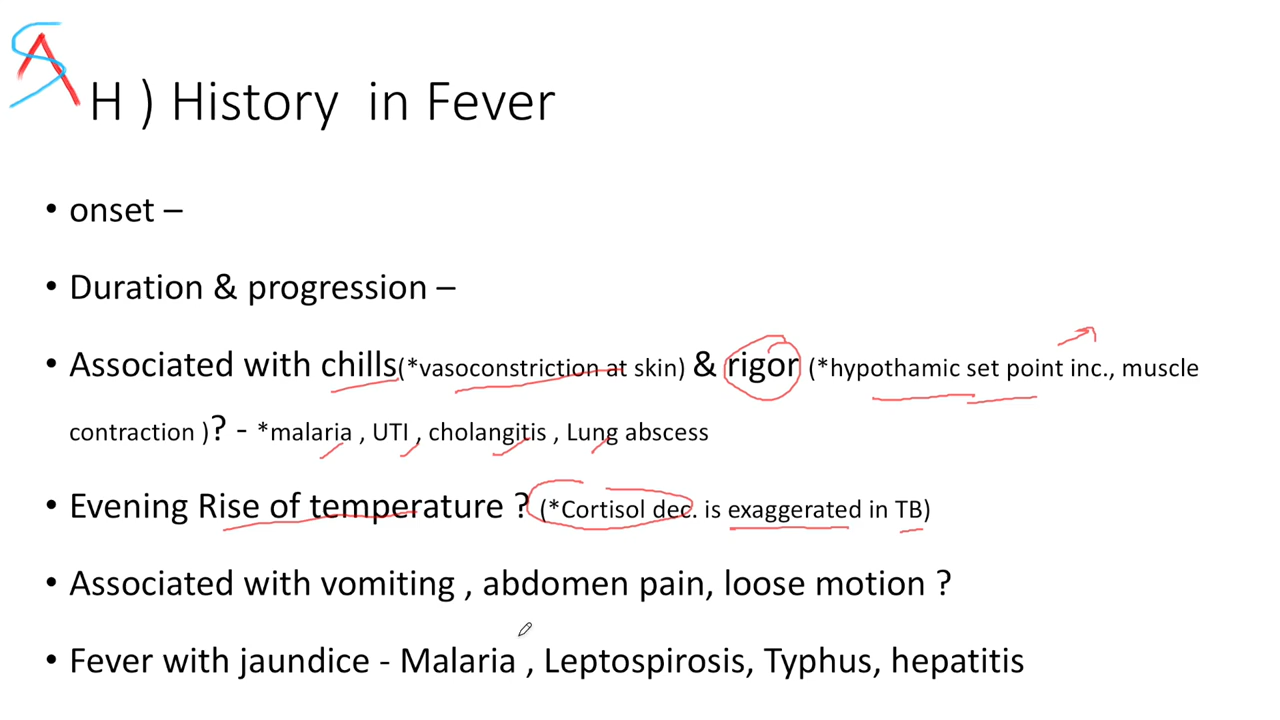 SA
H ) History in Fever
• onset –
• Duration & progression –
• Associated with chills(*vasoconstriction at skin) & rigor (*hypothamic set point inc., muscle
contraction )? - *malaria , UTI , cholangitis , Lung abscess
• Evening Rise of temperature ? (*Cortisol dec. is exaggerated in TB)
• Associated with vomiting , abdomen pain, loose motion ?
• Fever with jaundice - Malaria , Leptospirosis, Typhus, hepatitis